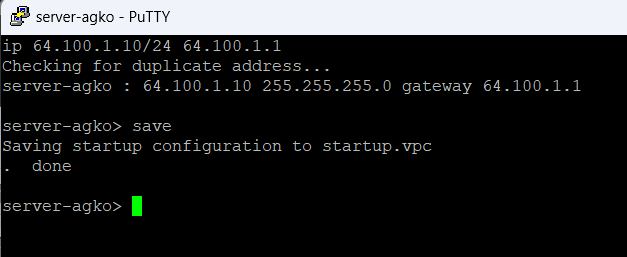 server-agko - PuTTY
ip 64.100.1.10/24 64.100.1.1
Checking for duplicate address...
server-agko : 64.100.1.10 255.255.255.0 gateway 64.100.1.1
server-agko> save
Saving startup configuration to startup.vpc
.  done
server-agko>